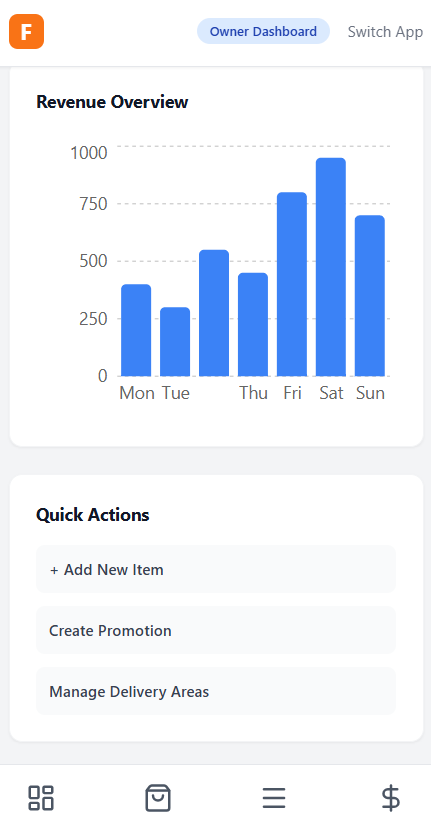 F
Owner Dashboard Switch App
Revenue Overview
1000
750
500
250
0
Mon Tue Thu Fri Sat Sun
Quick Actions
+ Add New Item
Create Promotion
Manage Delivery Areas
$